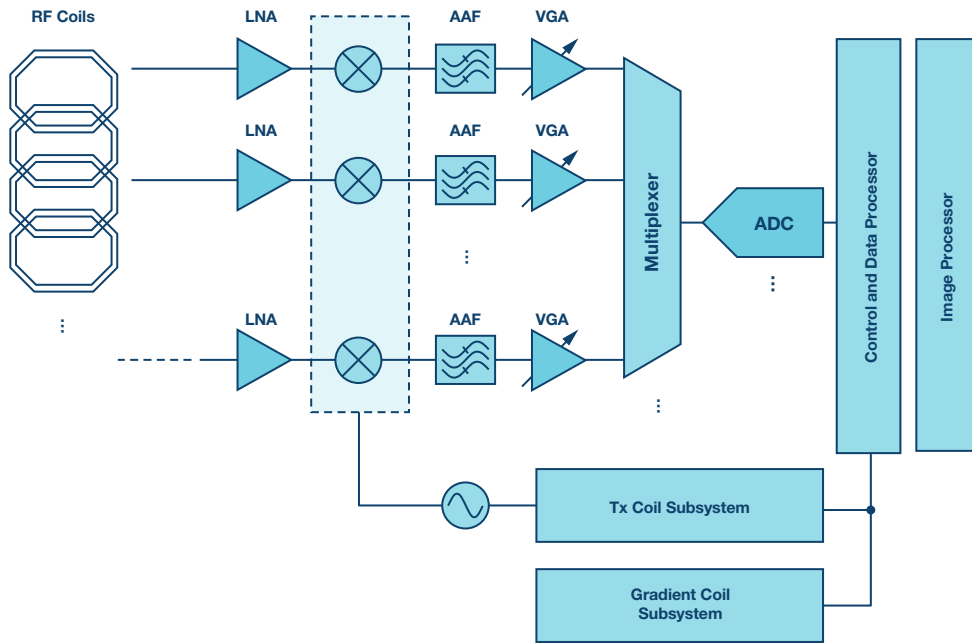 RF Coils
LNA
AAF
VGA
LNA
AAF
VGA
...
...
LNA
AAF
VGA
...
...
Multiplexer
ADC
Control and Data Processor
Image Processor
Tx Coil Subsystem
Gradient Coil
Subsystem